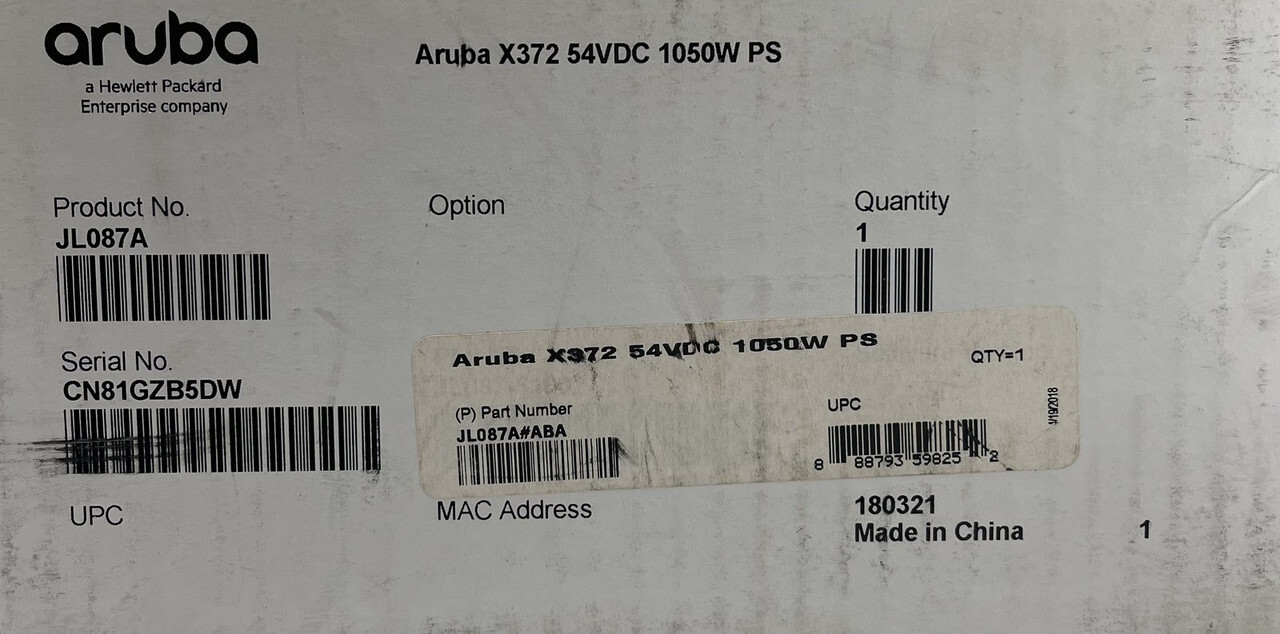 aruba
a Hewlett Packard
Enterprise company
Aruba X372 54VDC 1050W PS
Product No.
JL087A
Option
Quantity
1
Serial No.
CN81GZB5DW
Aruba X372 54VDC 1050W PS
QTY=1
(P) Part Number
JL087A#ABA
UPC
8 88793 59825 2
UPC
MAC Address
180321
Made in China
1